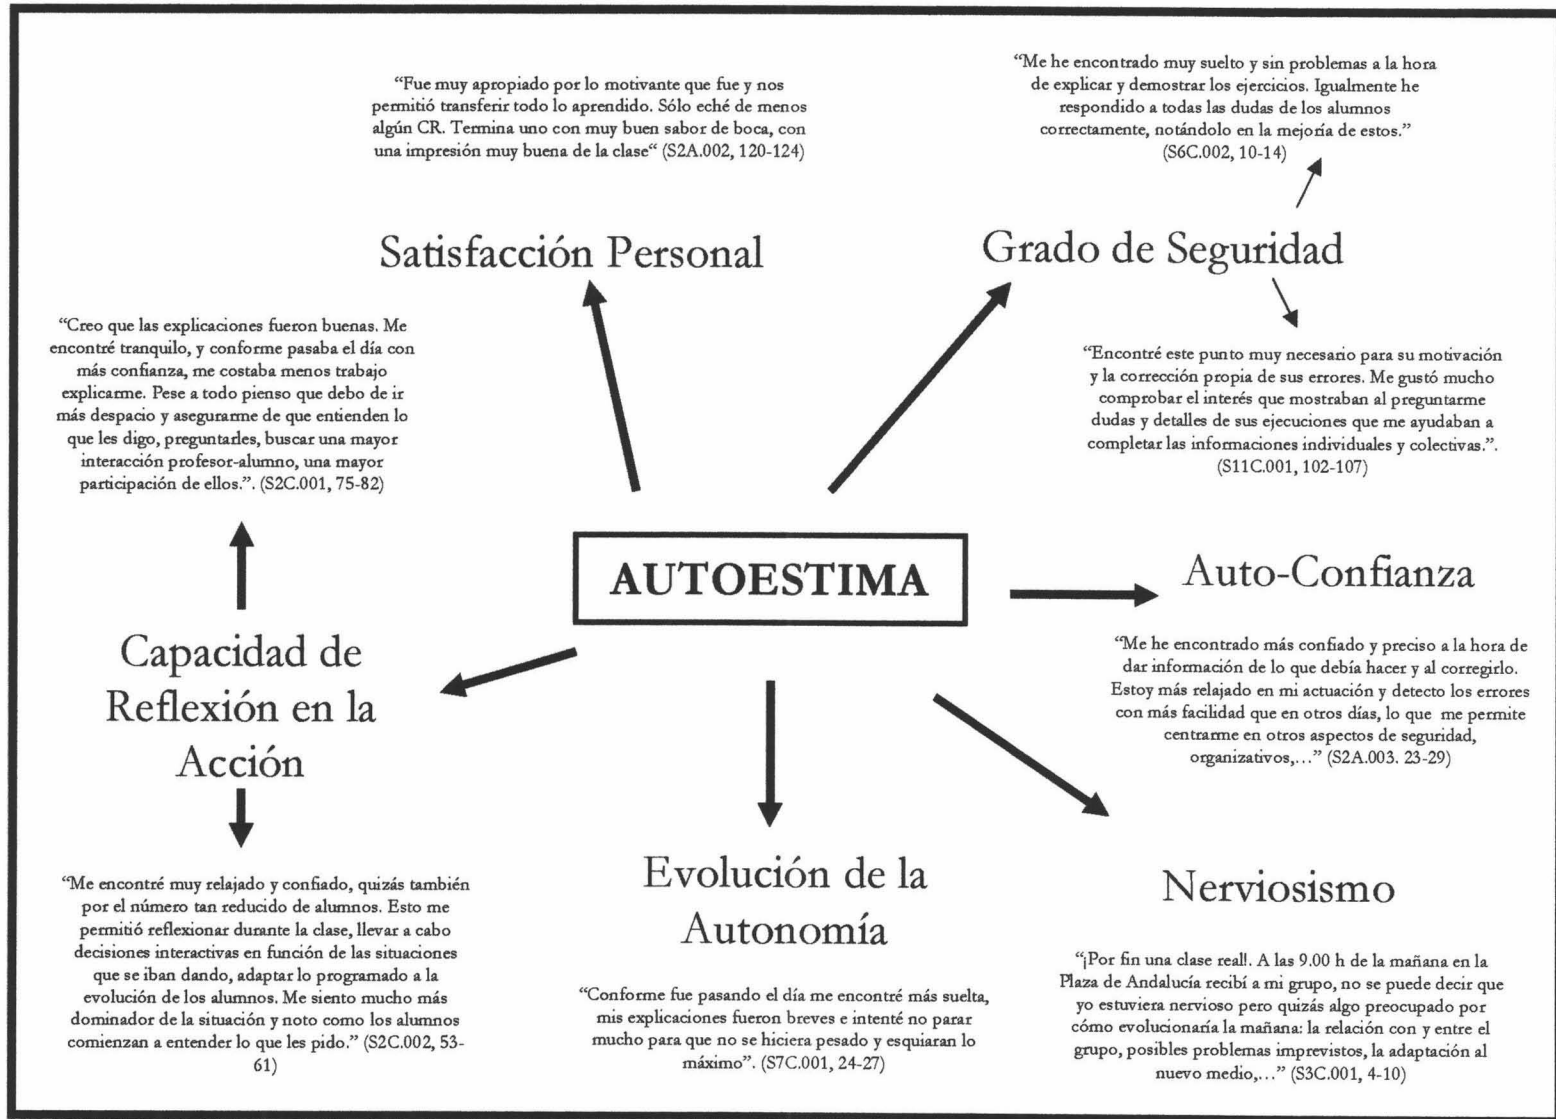 “Fue muy apropiado por lo motivante que fue y nos
permitió transferir todo lo aprendido. Sólo eché de menos
algún CR. Termina uno con muy buen sabor de boca, con
una impresión muy buena de la clase“ (S2A.002, 120-124)
“Me he encontrado muy suelto y sin problemas a la hora
de explicar y demostrar los ejercicios. Igualmente he
respondido a todas las dudas de los alumnos
correctamente, notándolo en la mejoría de estos.”
(S6C.002, 10-14)
Satisfacción Personal
Grado de Seguridad
“Creo que las explicaciones fueron buenas. Me
encontré tranquilo, y conforme pasaba el día con
más confianza, me costaba menos trabajo
explicarme. Pese a todo pienso que debo de ir
más despacio y asegurarme de que entienden lo
que les digo, preguntarles, buscar una mayor
interacción profesor-alumno, una mayor
participación de ellos.”. (S2C.001, 75-82)
“Encontré este punto muy necesario para su motivación
y la corrección propia de sus errores. Me gustó mucho
comprobar el interés que mostraban al preguntarme
dudas y detalles de sus ejecuciones que me ayudaban a
completar las informaciones individuales y colectivas.”.
(S11C.001, 102-107)
AUTOESTIMA
Auto-Confianza
“Me he encontrado más confiado y preciso a la hora de
dar información de lo que debía hacer y al corregirlo.
Estoy más relajado en mi actuación y detecto los errores
con más facilidad que en otros días, lo que me permite
centrarme en otros aspectos de seguridad,
organizativos,…” (S2A.003. 23-29)
Capacidad de
Reflexión en la
Acción
“Me encontré muy relajado y confiado, quizás también
por el número tan reducido de alumnos. Esto me
permitió reflexionar durante la clase, llevar a cabo
decisiones interactivas en función de las situaciones
que se iban dando, adaptar lo programado a la
evolución de los alumnos. Me siento mucho más
dominador de la situación y noto como los alumnos
comienzan a entender lo que les pido.” (S2C.002, 53-
61)
Evolución de la
Autonomía
“Conforme fue pasando el día me encontré más suelta,
mis explicaciones fueron breves e intenté no parar
mucho para que no se hiciera pesado y esquiaran lo
máximo”. (S7C.001, 24-27)
Nerviosismo
“¡Por fin una clase real!. A las 9.00 h de la mañana en la
Plaza de Andalucía recibí a mi grupo, no se puede decir que
yo estuviera nervioso pero quizás algo preocupado por
cómo evolucionaría la mañana: la relación con y entre el
grupo, posibles problemas imprevistos, la adaptación al
nuevo medio,…” (S3C.001, 4-10)